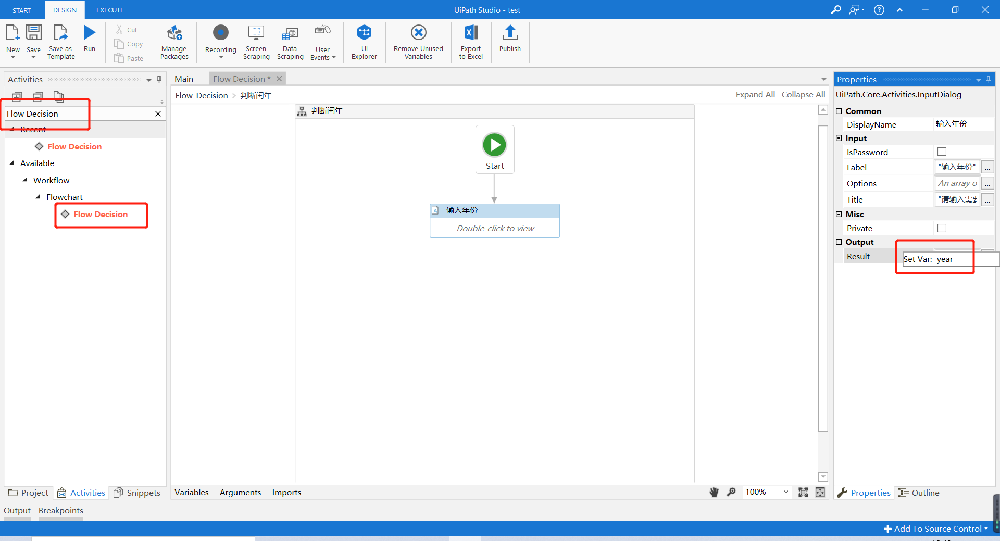 START
DESIGN
EXECUTE
UiPath Studio - test
New
Save
Save as
Template
Run
Cut
Copy
Paste
Manage
Packages
Recording
Screen
Scraping
Data
Scraping
User
Events
UI
Explorer
Remove Unused
Variables
Export
to Excel
Publish
Activities
Flow Decision
Recent
Flow Decision
Available
Workflow
Flowchart
Flow Decision
Project
Activities
Snippets
Main
Flow Decision *
Flow_Decision > 判断闰年
Expand All
Collapse All
判断闰年
Start
输入年份
Double-click to view
Variables
Arguments
Imports
100%
Properties
UiPath.Core.Activities.InputDialog
Common
DisplayName
输入年份
Input
IsPassword
Label
"输入年份"
...
Options
An array o
...
Title
"请输入需要
...
Misc
Private
Output
Result
Set Var: year
Properties
Outline
Output
Breakpoints
Add To Source Control